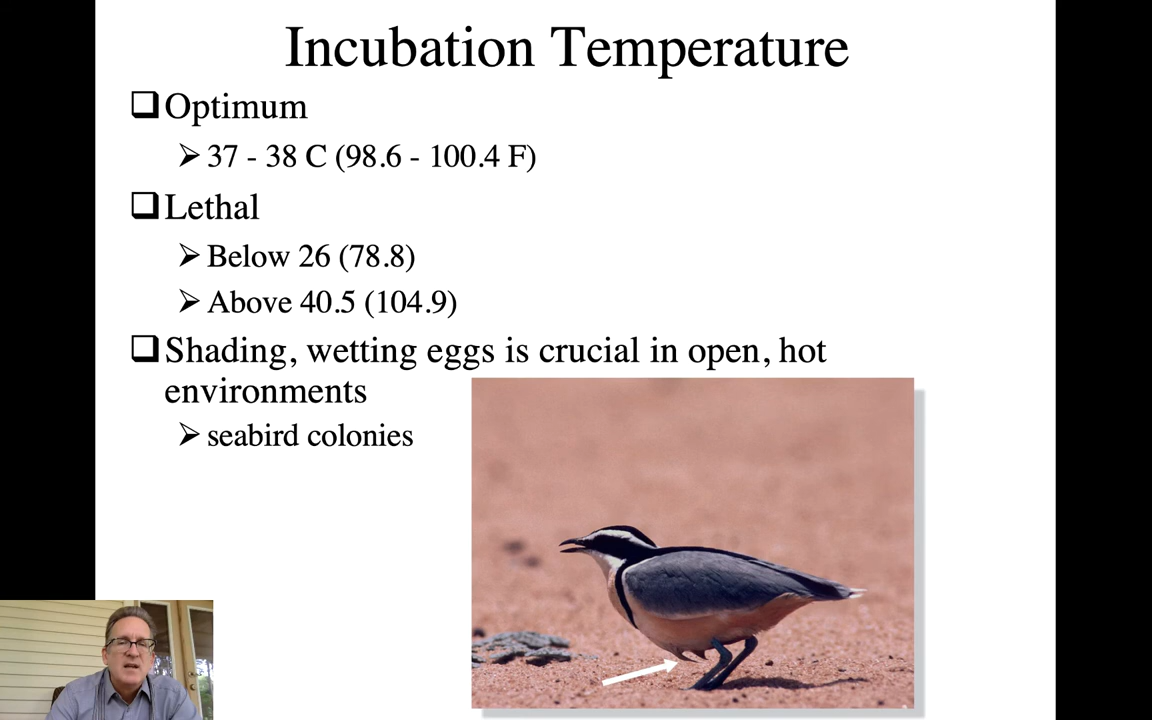 Incubation Temperature
Optimum
37 - 38 C (98.6 - 100.4 F)
Lethal
Below 26 (78.8)
Above 40.5 (104.9)
Shading, wetting eggs is crucial in open, hot
environments
seabird colonies